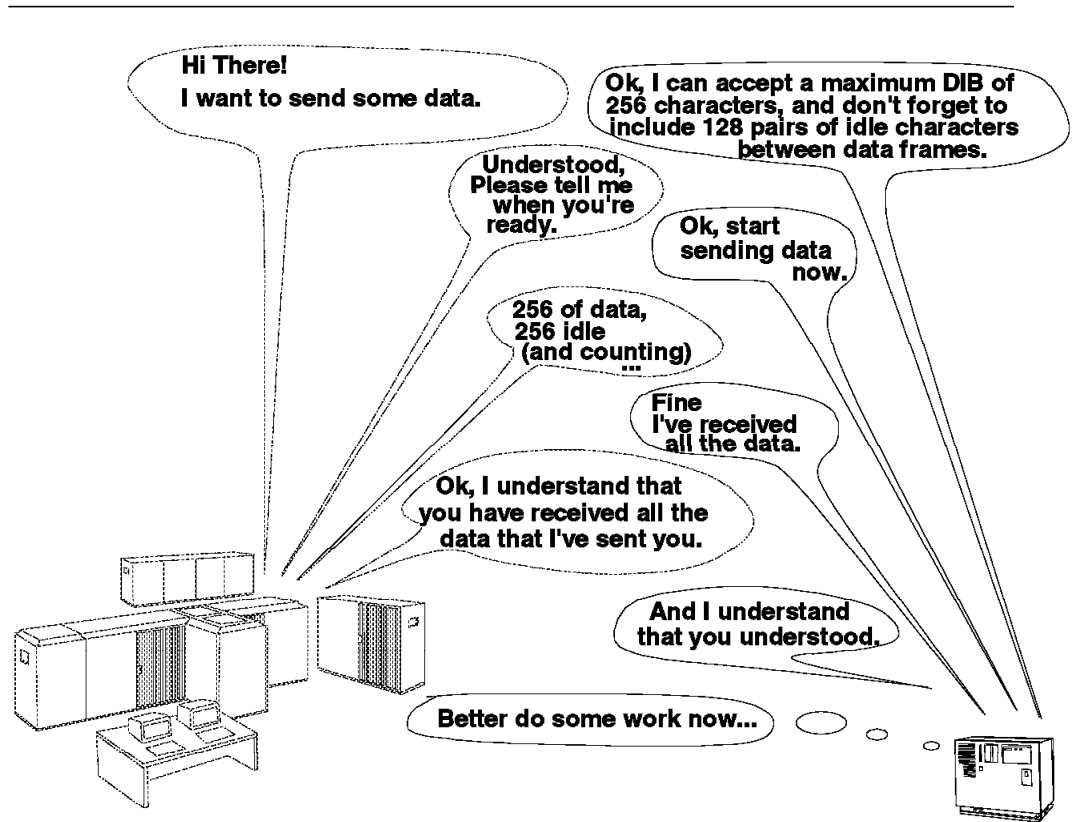 Hi There!
I want to send some data.
Ok, I can accept a maximum DIB of
256 characters, and don't forget to
include 128 pairs of idle characters
between data frames.
Understood,
Please tell me
when you're
ready.
Ok, start
sending data
now.
256 of data,
256 idle
(and counting)
...
Fine
I've received
all the data.
Ok, I understand that
you have received all the
data that I've sent you.
And I understand
that you understood.
Better do some work now...